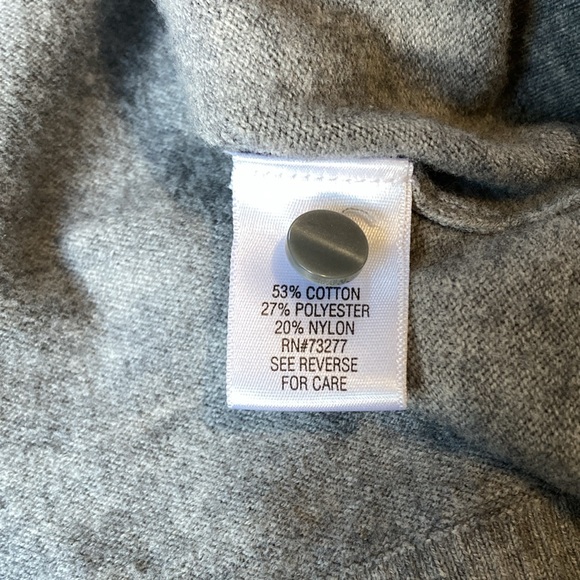 53% COTTON
27% POLYESTER
20% NYLON
RN#73277
SEE REVERSE
FOR CARE